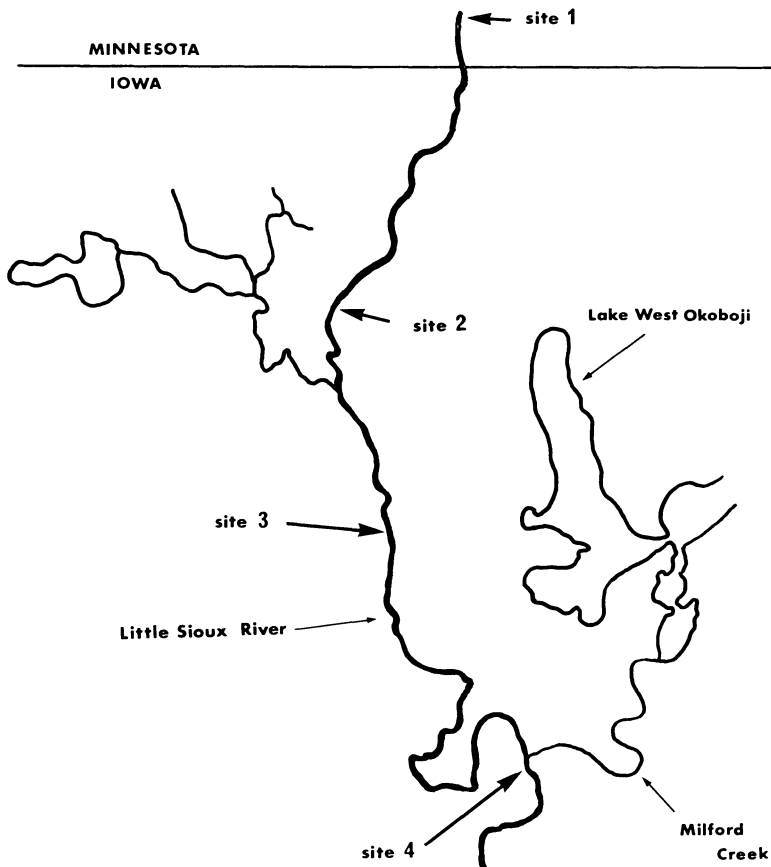 site 1
MINNESOTA
IOWA
Lake West Okoboji
site 2
site 3
Little Sioux River
site 4
Milford
Creek